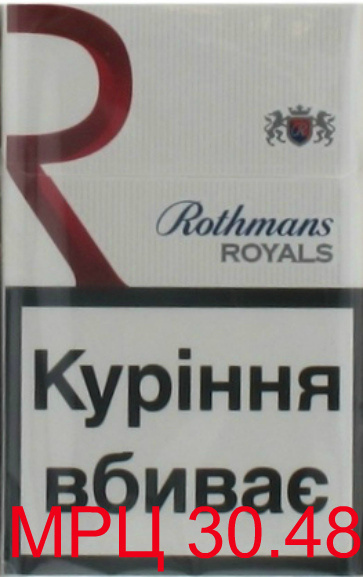 Rothmans
ROYALS
Куріння
вбиває
МРЦ 30.48